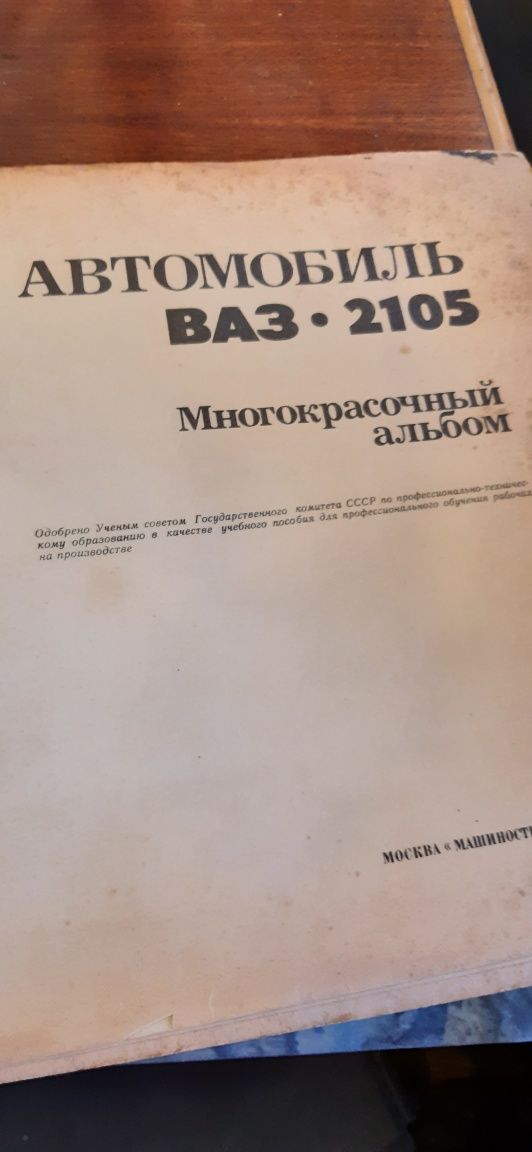 АВТОМОБИЛЬ
ВАЗ • 2105
Многокрасочный
альбом
Одобрено Ученым советом Государственного комитета СССР по профессионально-техничес-
кому образованию в качестве учебного пособия для профессионального обучения рабочих
на производстве
МОСКВА «